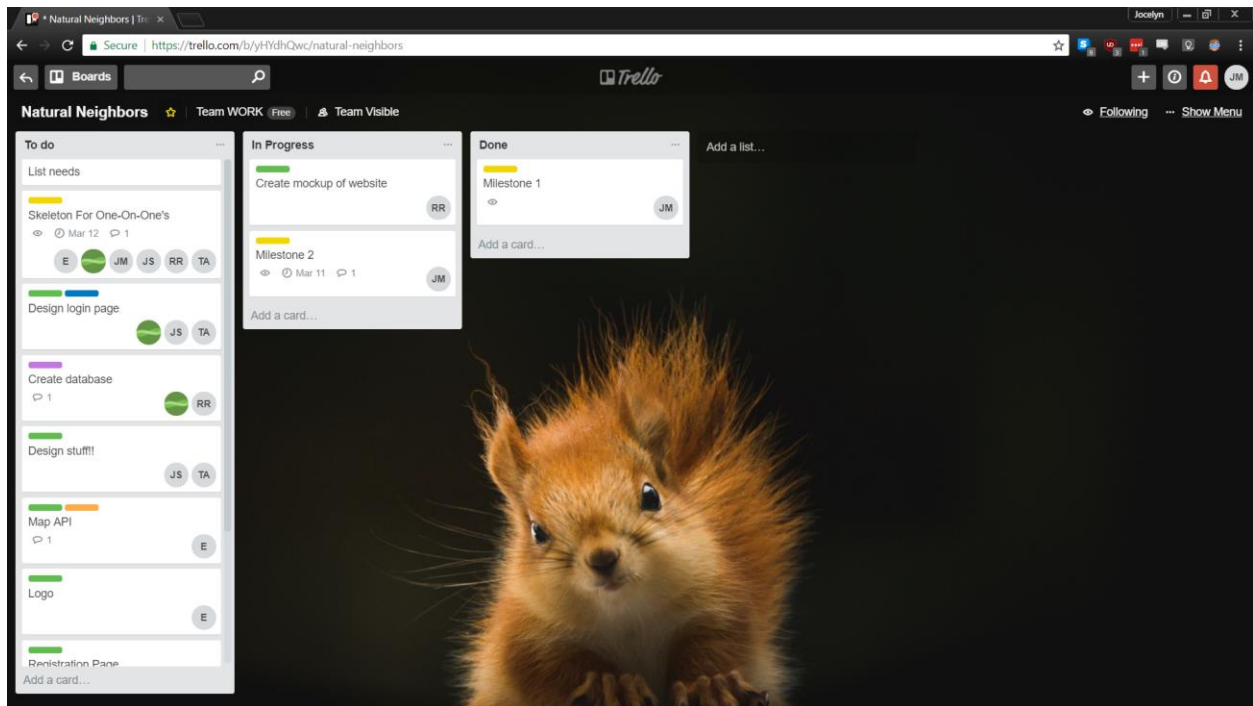 * Natural Neighbors | Tre
Jocelyn
Secure | https://trello.com/b/yHYdhQwc/natural-neighbors
Boards
Trello
JM
Natural Neighbors
Team WORK Free
Team Visible
Following
... Show Menu
To do ...
List needs
Skeleton For One-On-One's
Mar 12 1
E JM JS RR TA
Design login page
JS TA
Create database
1
RR
Design stuff!!
JS TA
Map API
1
E
Logo
E
Registration Page
Add a card...
In Progress ...
Create mockup of website
RR
Milestone 2
Mar 11 1
JM
Add a card...
Done ...
Milestone 1
JM
Add a card...
Add a list...